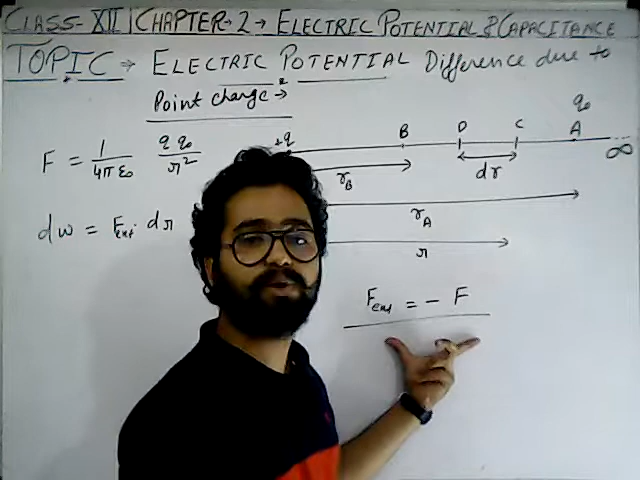 CLASS-XII | CHAPTER-2 → ELECTRIC POTENTIAL & CAPACITANCE
TOPIC → ELECTRIC POTENTIAL Difference due to
Point charge →
F = 1/4πε₀ q q₀/r²
+q B D C A q₀ ∞
r_B dr
r_A
dw = F_ext · dr
r
F_ext = - F